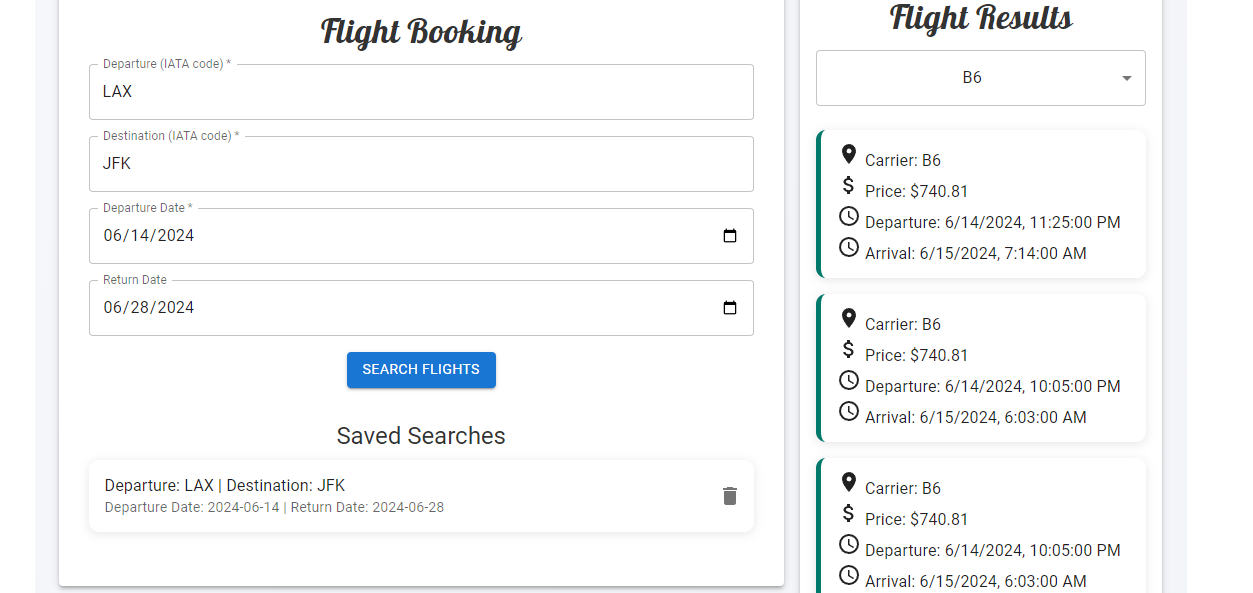 Flight Booking
Departure (IATA code) *
LAX
Destination (IATA code) *
JFK
Departure Date *
06/14/2024
Return Date
06/28/2024
SEARCH FLIGHTS
Saved Searches
Departure: LAX | Destination: JFK
Departure Date: 2024-06-14 | Return Date: 2024-06-28
Flight Results
B6
Carrier: B6
Price: $740.81
Departure: 6/14/2024, 11:25:00 PM
Arrival: 6/15/2024, 7:14:00 AM
Carrier: B6
Price: $740.81
Departure: 6/14/2024, 10:05:00 PM
Arrival: 6/15/2024, 6:03:00 AM
Carrier: B6
Price: $740.81
Departure: 6/14/2024, 10:05:00 PM
Arrival: 6/15/2024, 6:03:00 AM